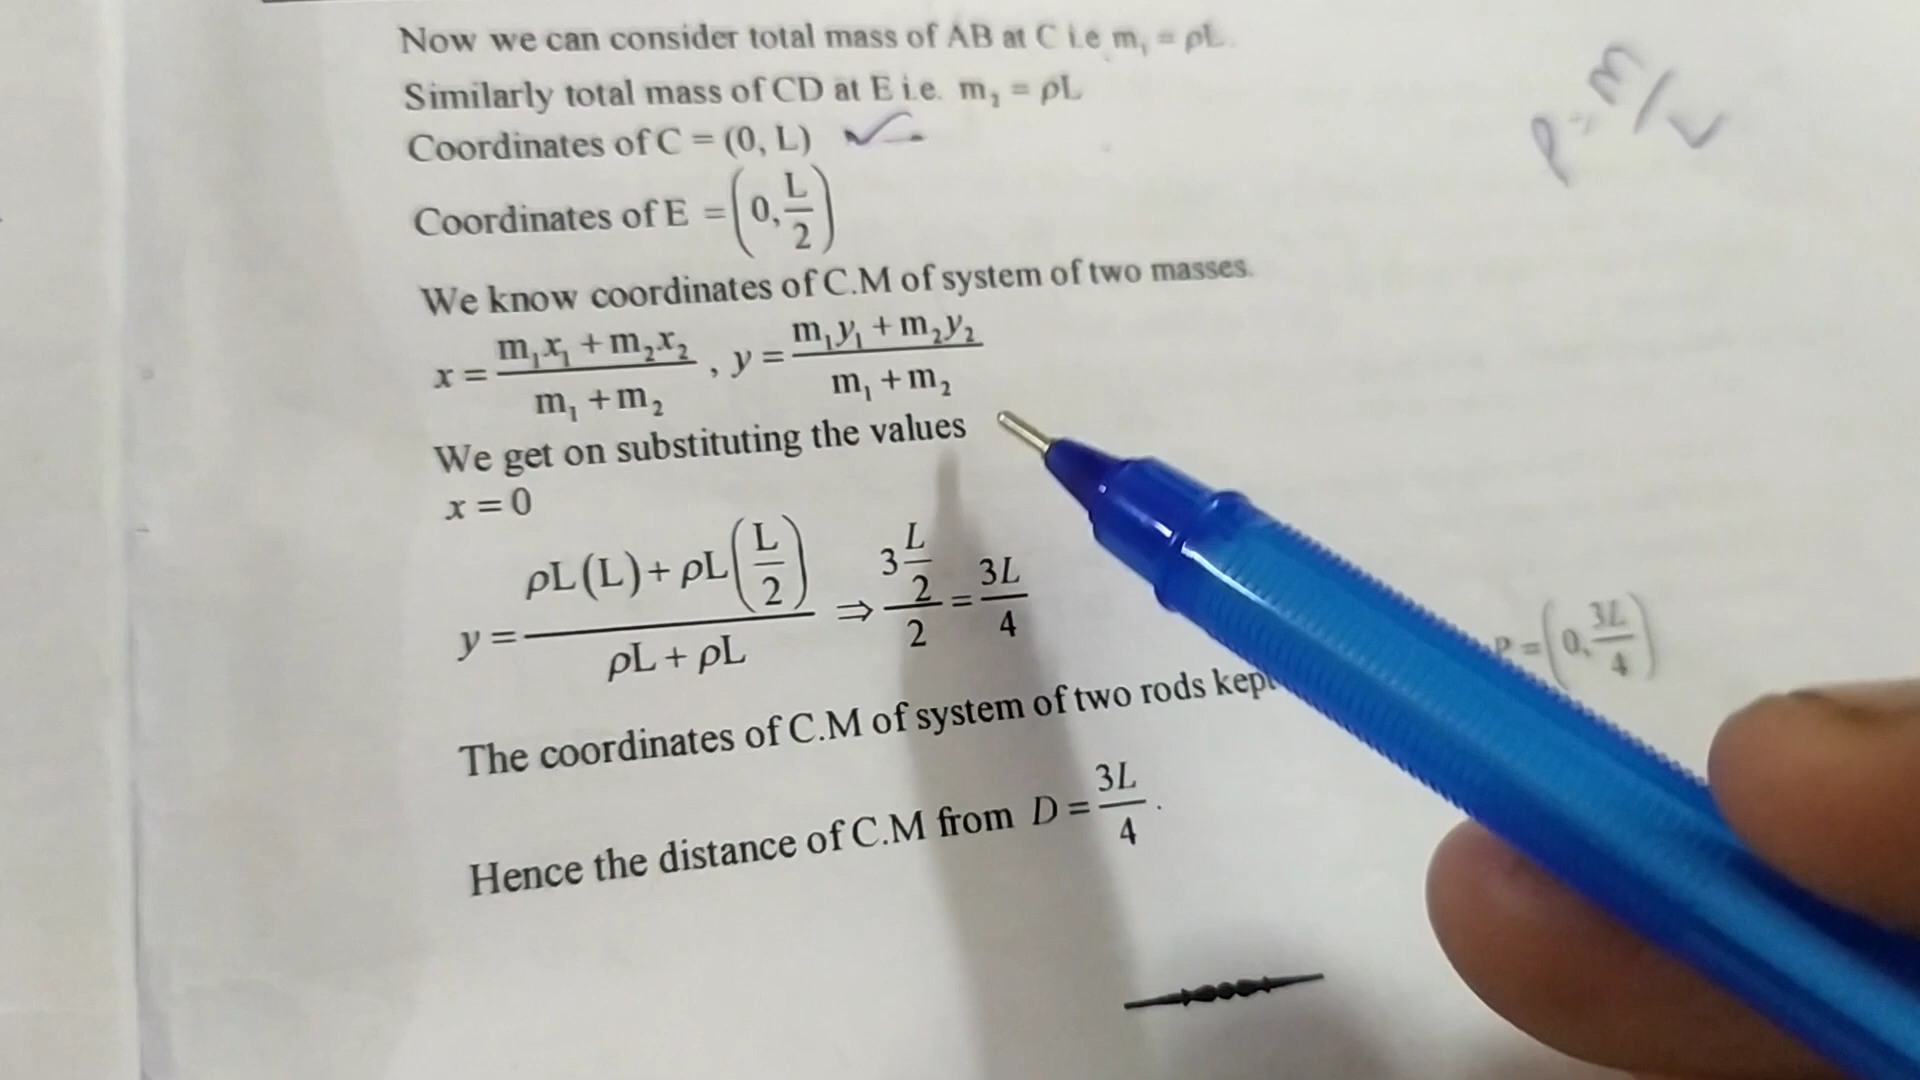 Now we can consider total mass of AB at C i.e m₁ = ρL.
Similarly total mass of CD at E i.e. m₂ = ρL
Coordinates of C = (0, L)
Coordinates of E = (0, L/2)
We know coordinates of C.M of system of two masses.
x = (m₁x₁ + m₂x₂)/(m₁ + m₂) , y = (m₁y₁ + m₂y₂)/(m₁ + m₂)
We get on substituting the values
x = 0
y = (ρL(L) + ρL(L/2))/(ρL + ρL) ⇒ (3 L/2)/2 = 3L/4
The coordinates of C.M of system of two rods P = (0, 3L/4)
Hence the distance of C.M from D = 3L/4.
ρ = m/L